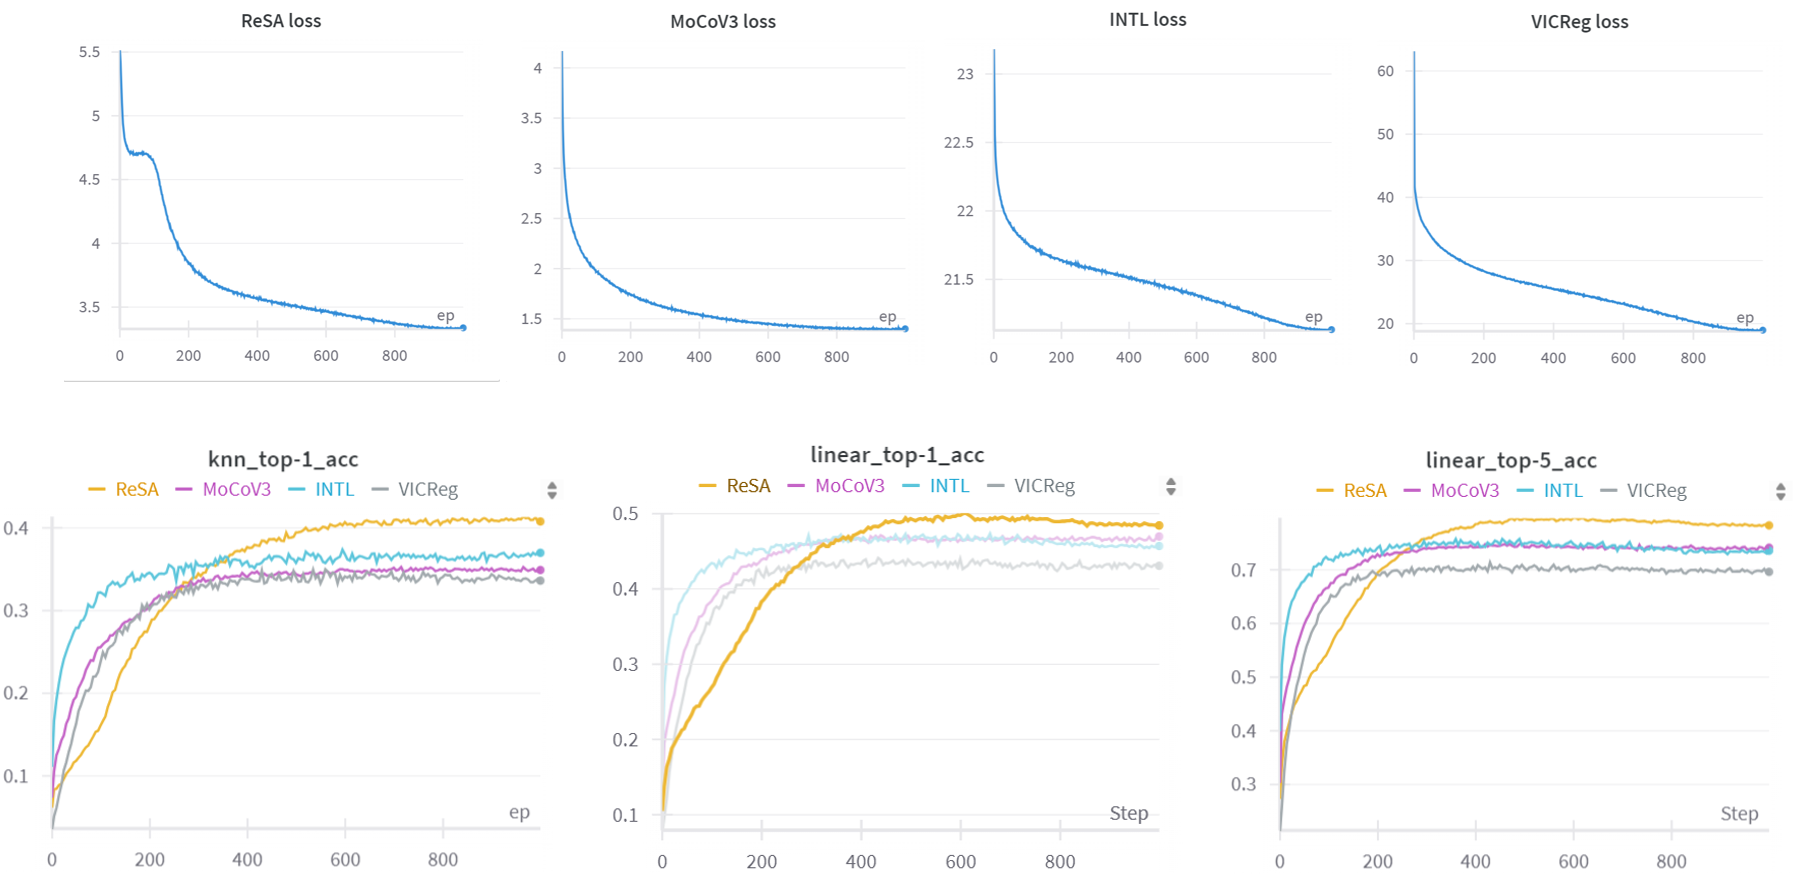 ReSA loss
5.5
5
4.5
4
3.5
ep
0 200 400 600 800
MoCoV3 loss
4
3.5
3
2.5
2
1.5
ep
0 200 400 600 800
INTL loss
23
22.5
22
21.5
ep
0 200 400 600 800
VICReg loss
60
50
40
30
20
ep
0 200 400 600 800
knn_top-1_acc
ReSA MoCoV3 INTL VICReg
0.4
0.3
0.2
0.1
ep
0 200 400 600 800
linear_top-1_acc
ReSA MoCoV3 INTL VICReg
0.5
0.4
0.3
0.2
0.1
Step
0 200 400 600 800
linear_top-5_acc
ReSA MoCoV3 INTL VICReg
0.7
0.6
0.5
0.4
0.3
Step
0 200 400 600 800